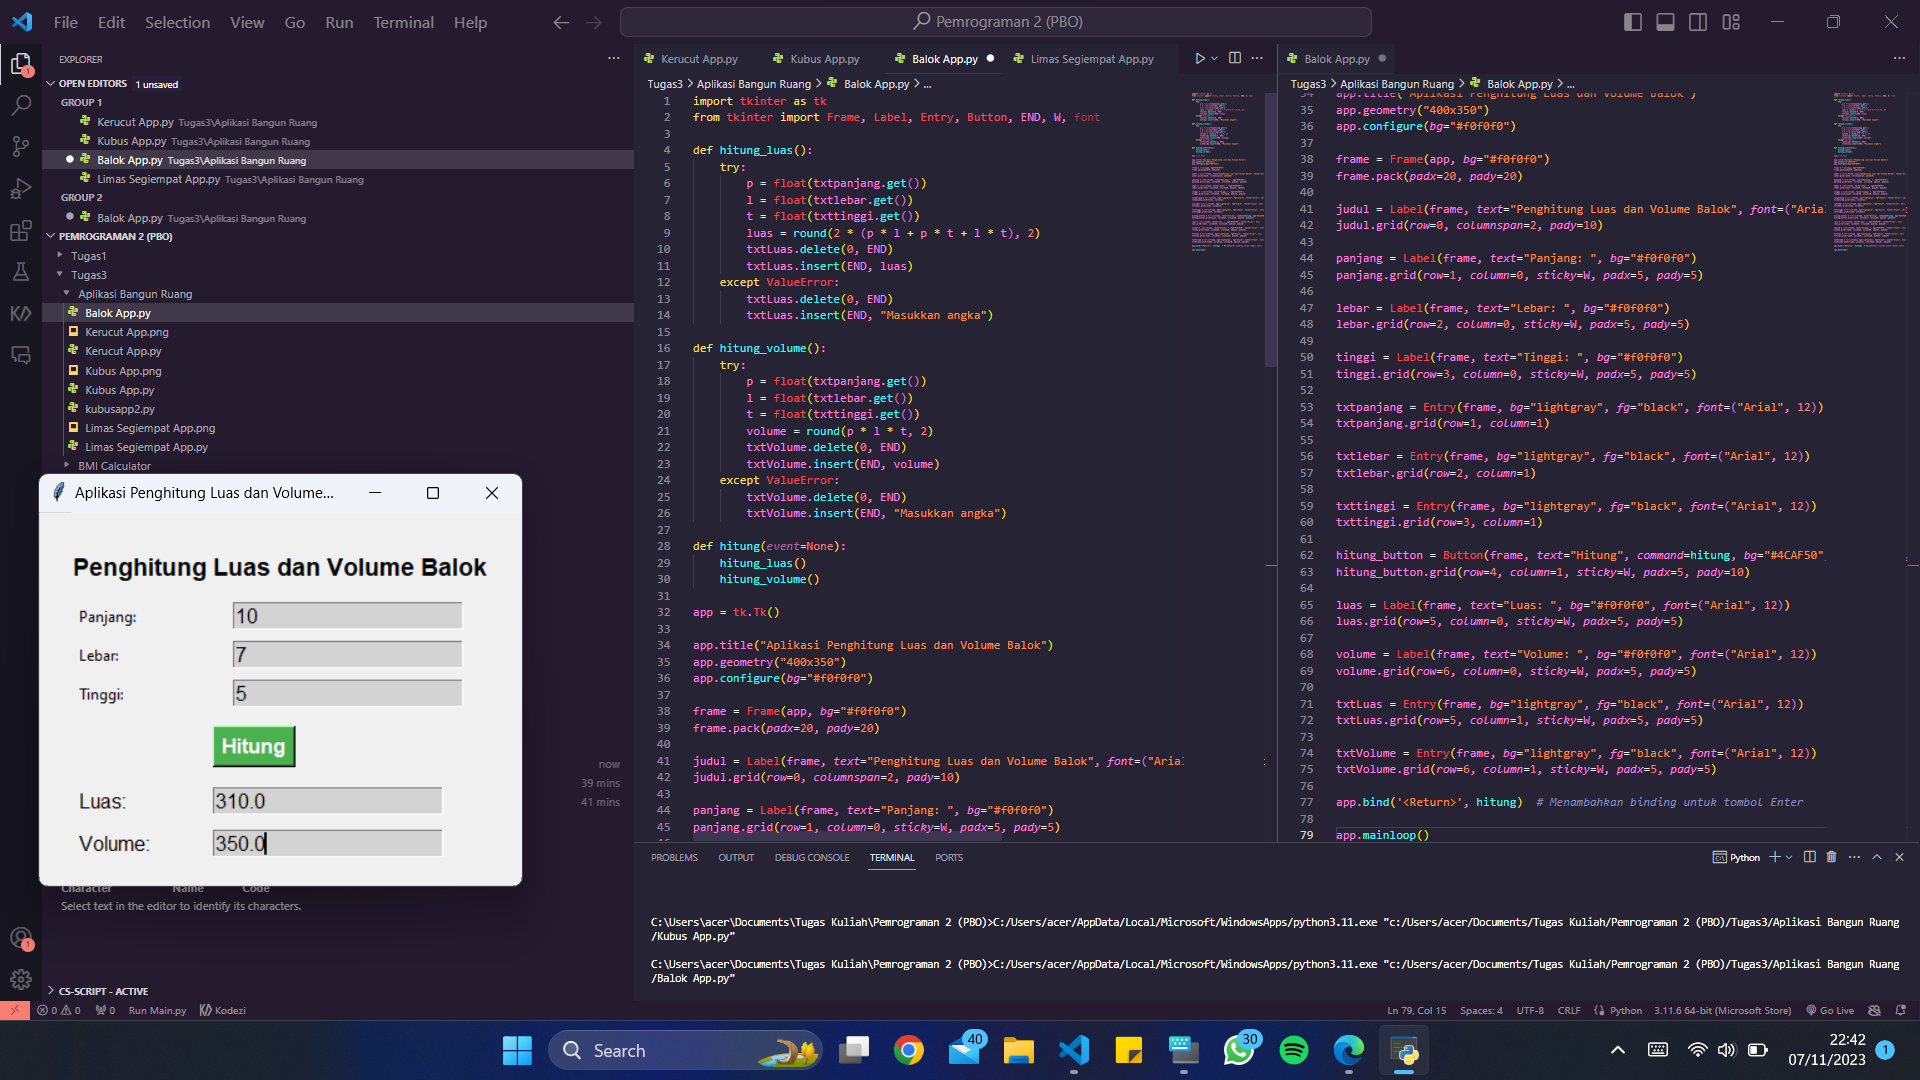 File Edit Selection View Go Run Terminal Help
Pemrograman 2 (PBO)
EXPLORER
OPEN EDITORS 1 unsaved
GROUP 1
Kerucut App.py Tugas3\Aplikasi Bangun Ruang
Kubus App.py Tugas3\Aplikasi Bangun Ruang
Balok App.py Tugas3\Aplikasi Bangun Ruang
Limas Segiempat App.py Tugas3\Aplikasi Bangun Ruang
GROUP 2
Balok App.py Tugas3\Aplikasi Bangun Ruang
PEMROGRAMAN 2 (PBO)
Tugas1
Tugas3
Aplikasi Bangun Ruang
Balok App.py
Kerucut App.png
Kerucut App.py
Kubus App.png
Kubus App.py
kubusapp2.py
Limas Segiempat App.png
Limas Segiempat App.py
BMI Calculator
now
39 mins
41 mins
Character Name Code
Select text in the editor to identify its characters.
CS-SCRIPT - ACTIVE
Aplikasi Penghitung Luas dan Volume...
Penghitung Luas dan Volume Balok
Panjang: 10
Lebar: 7
Tinggi: 5
Hitung
Luas: 310.0
Volume: 350.0
Kerucut App.py Kubus App.py Balok App.py Limas Segiempat App.py
Tugas3 > Aplikasi Bangun Ruang > Balok App.py > ...
1 import tkinter as tk
2 from tkinter import Frame, Label, Entry, Button, END, W, font
3
4 def hitung_luas():
5 try:
6 p = float(txtpanjang.get())
7 l = float(txtlebar.get())
8 t = float(txttinggi.get())
9 luas = round(2 * (p * l + p * t + l * t), 2)
10 txtLuas.delete(0, END)
11 txtLuas.insert(END, luas)
12 except ValueError:
13 txtLuas.delete(0, END)
14 txtLuas.insert(END, "Masukkan angka")
15
16 def hitung_volume():
17 try:
18 p = float(txtpanjang.get())
19 l = float(txtlebar.get())
20 t = float(txttinggi.get())
21 volume = round(p * l * t, 2)
22 txtVolume.delete(0, END)
23 txtVolume.insert(END, volume)
24 except ValueError:
25 txtVolume.delete(0, END)
26 txtVolume.insert(END, "Masukkan angka")
27
28 def hitung(event=None):
29 hitung_luas()
30 hitung_volume()
31
32 app = tk.Tk()
33
34 app.title("Aplikasi Penghitung Luas dan Volume Balok")
35 app.geometry("400x350")
36 app.configure(bg="#f0f0f0")
37
38 frame = Frame(app, bg="#f0f0f0")
39 frame.pack(padx=20, pady=20)
40
41 judul = Label(frame, text="Penghitung Luas dan Volume Balok", font=("Aria
42 judul.grid(row=0, columnspan=2, pady=10)
43
44 panjang = Label(frame, text="Panjang: ", bg="#f0f0f0")
45 panjang.grid(row=1, column=0, sticky=W, padx=5, pady=5)
Balok App.py
Tugas3 > Aplikasi Bangun Ruang > Balok App.py > ...
34 app.title("Aplikasi Penghitung Luas dan Volume Balok")
35 app.geometry("400x350")
36 app.configure(bg="#f0f0f0")
37
38 frame = Frame(app, bg="#f0f0f0")
39 frame.pack(padx=20, pady=20)
40
41 judul = Label(frame, text="Penghitung Luas dan Volume Balok", font=("Aria
42 judul.grid(row=0, columnspan=2, pady=10)
43
44 panjang = Label(frame, text="Panjang: ", bg="#f0f0f0")
45 panjang.grid(row=1, column=0, sticky=W, padx=5, pady=5)
46
47 lebar = Label(frame, text="Lebar: ", bg="#f0f0f0")
48 lebar.grid(row=2, column=0, sticky=W, padx=5, pady=5)
49
50 tinggi = Label(frame, text="Tinggi: ", bg="#f0f0f0")
51 tinggi.grid(row=3, column=0, sticky=W, padx=5, pady=5)
52
53 txtpanjang = Entry(frame, bg="lightgray", fg="black", font=("Arial", 12))
54 txtpanjang.grid(row=1, column=1)
55
56 txtlebar = Entry(frame, bg="lightgray", fg="black", font=("Arial", 12))
57 txtlebar.grid(row=2, column=1)
58
59 txttinggi = Entry(frame, bg="lightgray", fg="black", font=("Arial", 12))
60 txttinggi.grid(row=3, column=1)
61
62 hitung_button = Button(frame, text="Hitung", command=hitung, bg="#4CAF50"
63 hitung_button.grid(row=4, column=1, sticky=W, padx=5, pady=10)
64
65 luas = Label(frame, text="Luas: ", bg="#f0f0f0", font=("Arial", 12))
66 luas.grid(row=5, column=0, sticky=W, padx=5, pady=5)
67
68 volume = Label(frame, text="Volume: ", bg="#f0f0f0", font=("Arial", 12))
69 volume.grid(row=6, column=0, sticky=W, padx=5, pady=5)
70
71 txtLuas = Entry(frame, bg="lightgray", fg="black", font=("Arial", 12))
72 txtLuas.grid(row=5, column=1, sticky=W, padx=5, pady=5)
73
74 txtVolume = Entry(frame, bg="lightgray", fg="black", font=("Arial", 12))
75 txtVolume.grid(row=6, column=1, sticky=W, padx=5, pady=5)
76
77 app.bind('<Return>', hitung) # Menambahkan binding untuk tombol Enter
78
79 app.mainloop()
PROBLEMS OUTPUT DEBUG CONSOLE TERMINAL PORTS
Python
C:\Users\acer\Documents\Tugas Kuliah\Pemrograman 2 (PBO)>C:/Users/acer/AppData/Local/Microsoft/WindowsApps/python3.11.exe "c:/Users/acer/Documents/Tugas Kuliah/Pemrograman 2 (PBO)/Tugas3/Aplikasi Bangun Ruang
/Kubus App.py"
C:\Users\acer\Documents\Tugas Kuliah\Pemrograman 2 (PBO)>C:/Users/acer/AppData/Local/Microsoft/WindowsApps/python3.11.exe "c:/Users/acer/Documents/Tugas Kuliah/Pemrograman 2 (PBO)/Tugas3/Aplikasi Bangun Ruang
/Balok App.py"
0 0 0 Run Main.py Kodezi
Ln 79, Col 15 Spaces: 4 UTF-8 CRLF Python 3.11.6 64-bit (Microsoft Store) Go Live
Search
40
30
22:42
07/11/2023
1